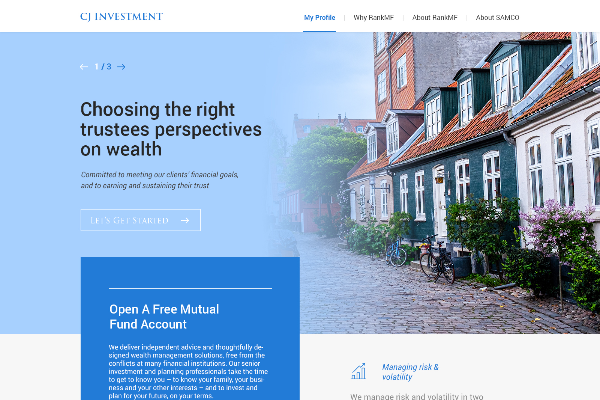 CJ INVESTMENT
My Profile | Why RankMF | About RankMF | About SAMCO
← 1 / 3 →
Choosing the right
trustees perspectives
on wealth
Committed to meeting our clients' financial goals,
and to earning and sustaining their trust
LET'S GET STARTED →
Open A Free Mutual
Fund Account
We deliver independent advice and thoughtfully de-
signed wealth management solutions, free from the
conflicts at many financial institutions. Our senior
investment and planning professionals take the time
to get to know you – to know your family, your busi-
ness and your other interests – and to invest and
plan for your future, on your terms.
Managing risk &
volatility
We manage risk and volatility in two